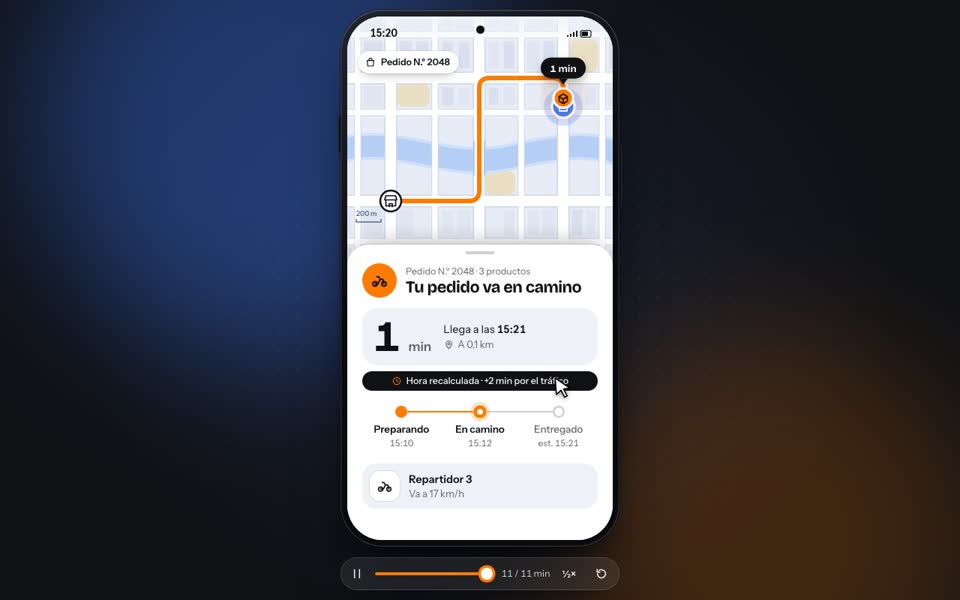 15:20
Pedido N.º 2048
1 min
200 m
Pedido N.º 2048 · 3 productos
Tu pedido va en camino
1 min
Llega a las 15:21
A 0,1 km
Hora recalculada · +2 min por el tráfico
Preparando
15:10
En camino
15:12
Entregado
est. 15:21
Repartidor 3
Va a 17 km/h
11 / 11 min
½×